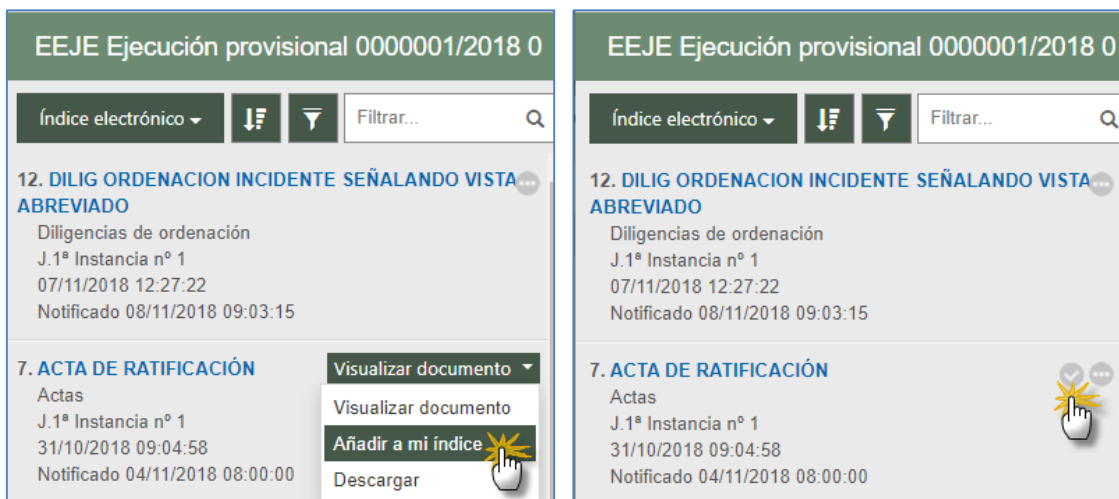 EEJE Ejecución provisional 0000001/2018 0
Índice electrónico
Filtrar...
12. DILIG ORDENACION INCIDENTE SEÑALANDO VISTA
ABREVIADO
Diligencias de ordenación
J.1ª Instancia nº 1
07/11/2018 12:27:22
Notificado 08/11/2018 09:03:15
7. ACTA DE RATIFICACIÓN
Actas
J.1ª Instancia nº 1
31/10/2018 09:04:58
Notificado 04/11/2018 08:00:00
Visualizar documento
Visualizar documento
Añadir a mi índice
Descargar
EEJE Ejecución provisional 0000001/2018 0
Índice electrónico
Filtrar...
12. DILIG ORDENACION INCIDENTE SEÑALANDO VISTA
ABREVIADO
Diligencias de ordenación
J.1ª Instancia nº 1
07/11/2018 12:27:22
Notificado 08/11/2018 09:03:15
7. ACTA DE RATIFICACIÓN
Actas
J.1ª Instancia nº 1
31/10/2018 09:04:58
Notificado 04/11/2018 08:00:00